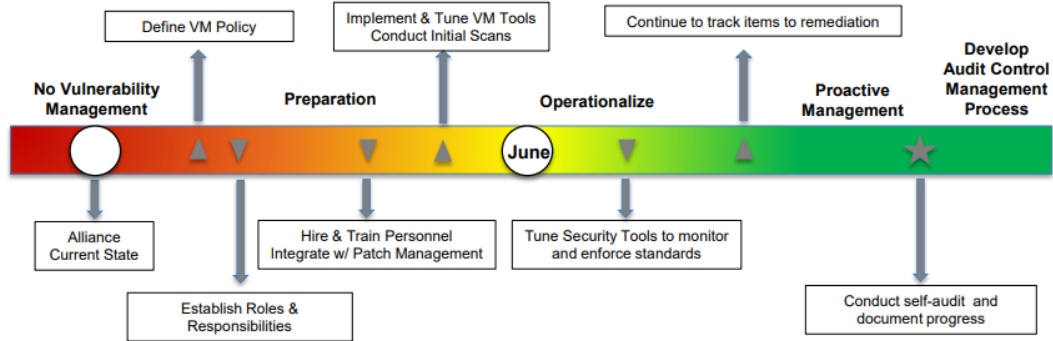 Define VM Policy
Implement & Tune VM Tools
Conduct Initial Scans
Continue to track items to remediation
No Vulnerability
Management
Preparation
Operationalize
Proactive
Management
Develop
Audit Control
Management
Process
June
Alliance
Current State
Establish Roles &
Responsibilities
Hire & Train Personnel
Integrate w/ Patch Management
Tune Security Tools to monitor
and enforce standards
Conduct self-audit and
document progress